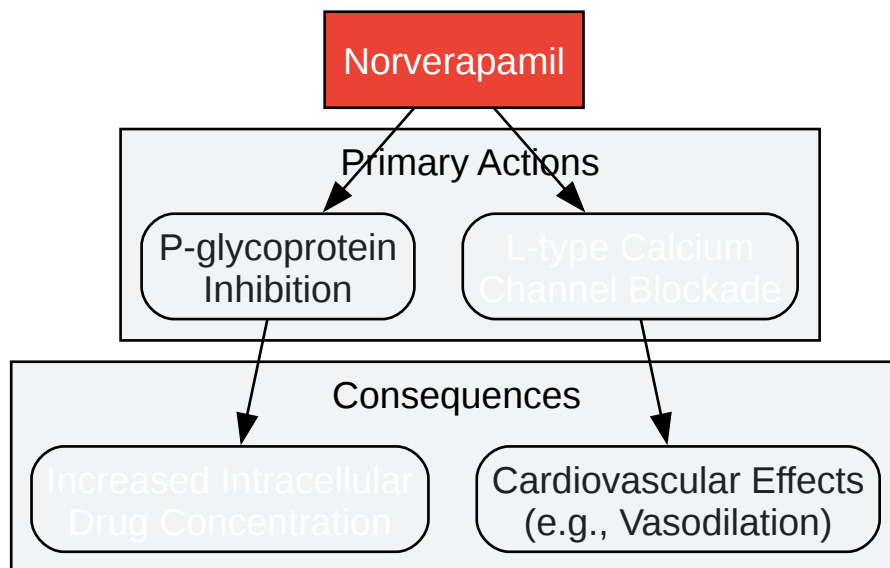 Norverapamil
Primary Actions
P-glycoprotein
Inhibition
L-type Calcium
Channel Blockade
Consequences
Increased Intracellular
Drug Concentration
Cardiovascular Effects
(e.g., Vasodilation)